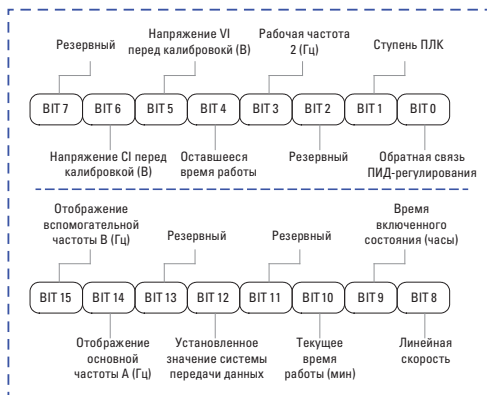 Резервный
Напряжение VI
перед калибровокй (В)
Рабочая частота
2 (Гц)
Ступень ПЛК
BIT 7 BIT 6 BIT 5 BIT 4 BIT 3 BIT 2 BIT 1 BIT 0
Напряжение CI перед
калибровкой (В)
Оставшееся
время работы
Резервный
Обратная связь
ПИД-регулирования
Отображение
вспомогательной
частоты B (Гц)
Резервный
Резервный
Время
включенного
состояния (часы)
BIT 15 BIT 14 BIT 13 BIT 12 BIT 11 BIT 10 BIT 9 BIT 8
Отображение
основной
частоты A (Гц)
Установленное
значение системы
передачи данных
Текущее
время
работы (мин)
Линейная
скорость